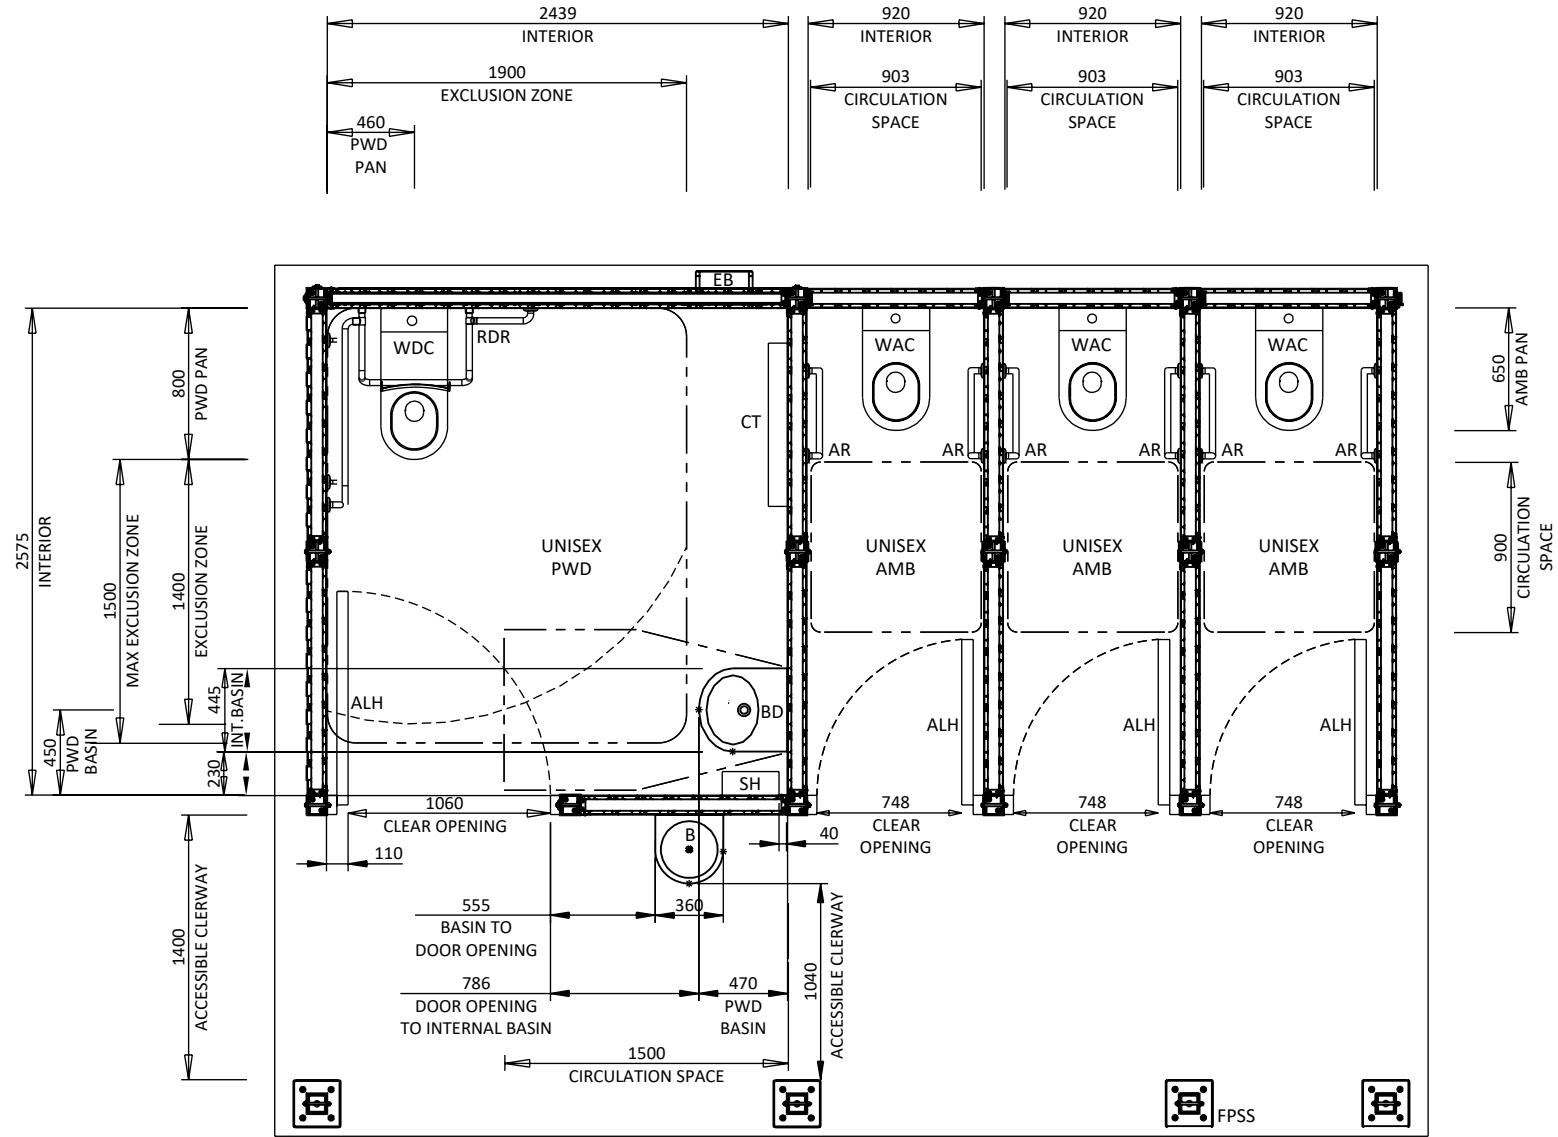 2439
INTERIOR
920
INTERIOR
920
INTERIOR
920
INTERIOR
1900
EXCLUSION ZONE
903
CIRCULATION
SPACE
903
CIRCULATION
SPACE
903
CIRCULATION
SPACE
460
PWD
PAN
EB
WDC
RDR
CT
WAC
WAC
WAC
AR
AR
AR
AR
AR
UNISEX
PWD
UNISEX
AMB
UNISEX
AMB
UNISEX
AMB
650
AMB PAN
900
CIRCULATION
SPACE
2575
INTERIOR
800
PWD PAN
1500
MAX EXCLUSION ZONE
1400
EXCLUSION ZONE
445
INT.BASIN
450
PWD
BASIN
230
ALH
BD
SH
ALH
ALH
ALH
1060
CLEAR OPENING
748
CLEAR
OPENING
748
CLEAR
OPENING
748
CLEAR
OPENING
110
B
40
1400
ACCESSIBLE CLERWAY
555
BASIN TO
DOOR OPENING
360
786
DOOR OPENING
TO INTERNAL BASIN
470
PWD
BASIN
1040
ACCESSIBLE CLERWAY
1500
CIRCULATION SPACE
FPSS